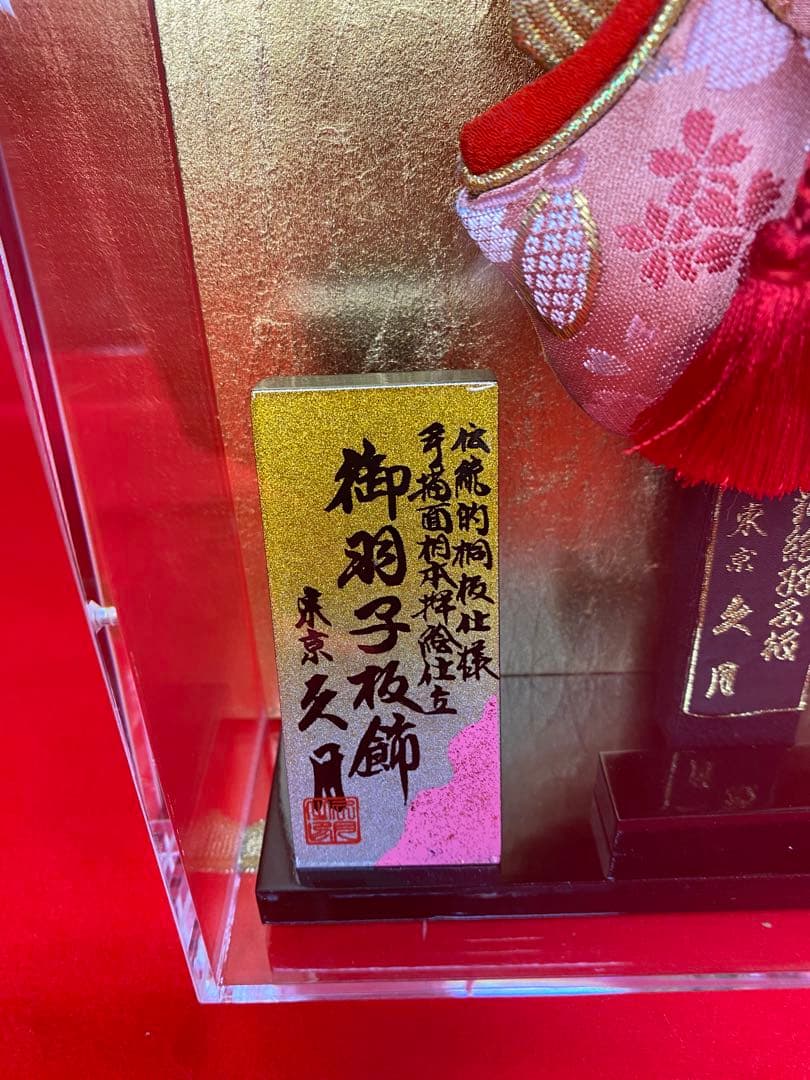 伝統的桐板仕様
手描面相本押絵仕立
御羽子板飾
東京 久月
東京 久月